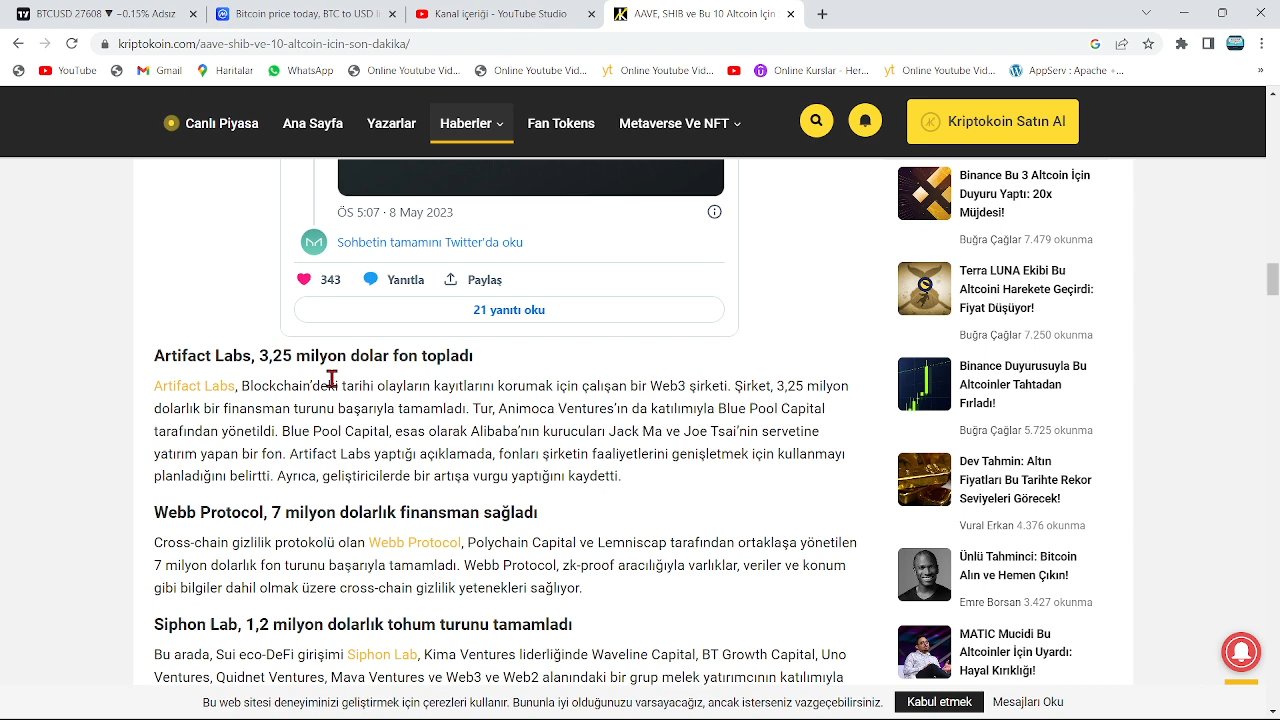 BTCUSD 27608 ▼ −0.15% Adsız
Bitcoin price today, BTC to USD li
Kanal içeriği - YouTube Studio
AAVE, SHIB ve Bu 10 Altcoin İçin
kriptokoin.com/aave-shib-ve-10-altcoin-icin-son-dakika/
YouTube
Gmail
Haritalar
WhatsApp
Online Youtube Vid...
Online Youtube Vid...
Online Youtube Vid...
Online Kurslar - Her...
Online Youtube Vid...
AppServ : Apache +...
Canlı Piyasa
Ana Sayfa
Yazarlar
Haberler
Fan Tokens
Metaverse Ve NFT
Kriptokoin Satın Al
ÖS 5:07 · 8 May 2023
Sohbetin tamamını Twitter'da oku
343
Yanıtla
Paylaş
21 yanıtı oku
Artifact Labs, 3,25 milyon dolar fon topladı
Artifact Labs, Blockchain'deki tarihi olayların kayıtlarını korumak için çalışan bir Web3 şirketi. Şirket, 3,25 milyon
dolarlık bir finansman turunu başarıyla tamamladı. Tur, Animoca Ventures'ın da katılımıyla Blue Pool Capital
tarafından yönetildi. Blue Pool Capital, esas olarak Alibaba'nın kurucuları Jack Ma ve Joe Tsai'nin servetine
yatırım yapan bir fon. Artifact Labs yaptığı açıklamada, fonları şirketin faaliyetlerini genişletmek için kullanmayı
planladığını belirtti. Ayrıca, geliştiricilerde bir artışa vurgu yaptığını kaydetti.
Webb Protocol, 7 milyon dolarlık finansman sağladı
Cross-chain gizlilik protokolü olan Webb Protocol, Polychain Capital ve Lemniscap tarafından ortaklaşa yönetilen
7 milyon dolarlık fon turunu başarıyla tamamladı. Webb Protocol, zk-proof aracılığıyla varlıklar, veriler ve konum
gibi bilgiler dahil olmak üzere cross-chain gizlilik yetenekleri sağlıyor.
Siphon Lab, 1,2 milyon dolarlık tohum turunu tamamladı
Bu arada, Sui eco-DeFi girişimi Siphon Lab, Kima Ventures liderliğinde Waveline Capital, BT Growth Capital, Uno
Ventures, Quantlet Ventures, Mava Ventures ve Web3 ve Web2 alanındaki bir grup melek yatırımcının katılımıyla
Binance Bu 3 Altcoin İçin
Duyuru Yaptı: 20x
Müjdesi!
Buğra Çağlar 7.479 okunma
Terra LUNA Ekibi Bu
Altcoini Harekete Geçirdi:
Fiyat Düşüyor!
Buğra Çağlar 7.250 okunma
Binance Duyurusuyla Bu
Altcoinler Tahtadan
Fırladı!
Buğra Çağlar 5.725 okunma
Dev Tahmin: Altın
Fiyatları Bu Tarihte Rekor
Seviyeleri Görecek!
Vural Erkan 4.376 okunma
Ünlü Tahminci: Bitcoin
Alın ve Hemen Çıkın!
Emre Borsan 3.427 okunma
MATIC Mucidi Bu
Altcoinler İçin Uyardı:
Hayal Kırıklığı!
Bu site deneyiminizi geliştirmek için çerezleri kullanır. Bununla iyi olduğunuzu varsayacağız, ancak isterseniz vazgeçebilirsiniz.
Kabul etmek
Mesajları Oku